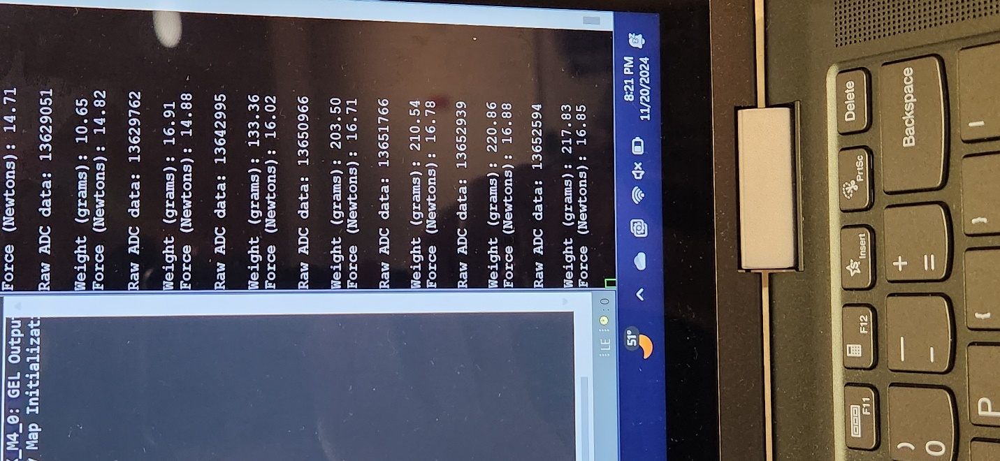 Force (Newtons): 14.71
Raw ADC data: 13629051
Weight (grams): 10.65
Force (Newtons): 14.82
Raw ADC data: 13629762
Weight (grams): 16.91
Force (Newtons): 14.88
Raw ADC data: 13642995
Weight (grams): 133.36
Force (Newtons): 16.02
Raw ADC data: 13650966
Weight (grams): 203.50
Force (Newtons): 16.71
Raw ADC data: 13651766
Weight (grams): 210.54
Force (Newtons): 16.78
Raw ADC data: 13652939
Weight (grams): 220.86
Force (Newtons): 16.88
Raw ADC data: 13652594
Weight (grams): 217.83
Force (Newtons): 16.85
_M4_0: GEL Outpu
Map Initializat
LE
: 0
51°
8:21 PM
11/20/2024
F11
F12
Insert
PrtSc
Delete
)
0
_
-
+
=
Backspace
P
{
}
|